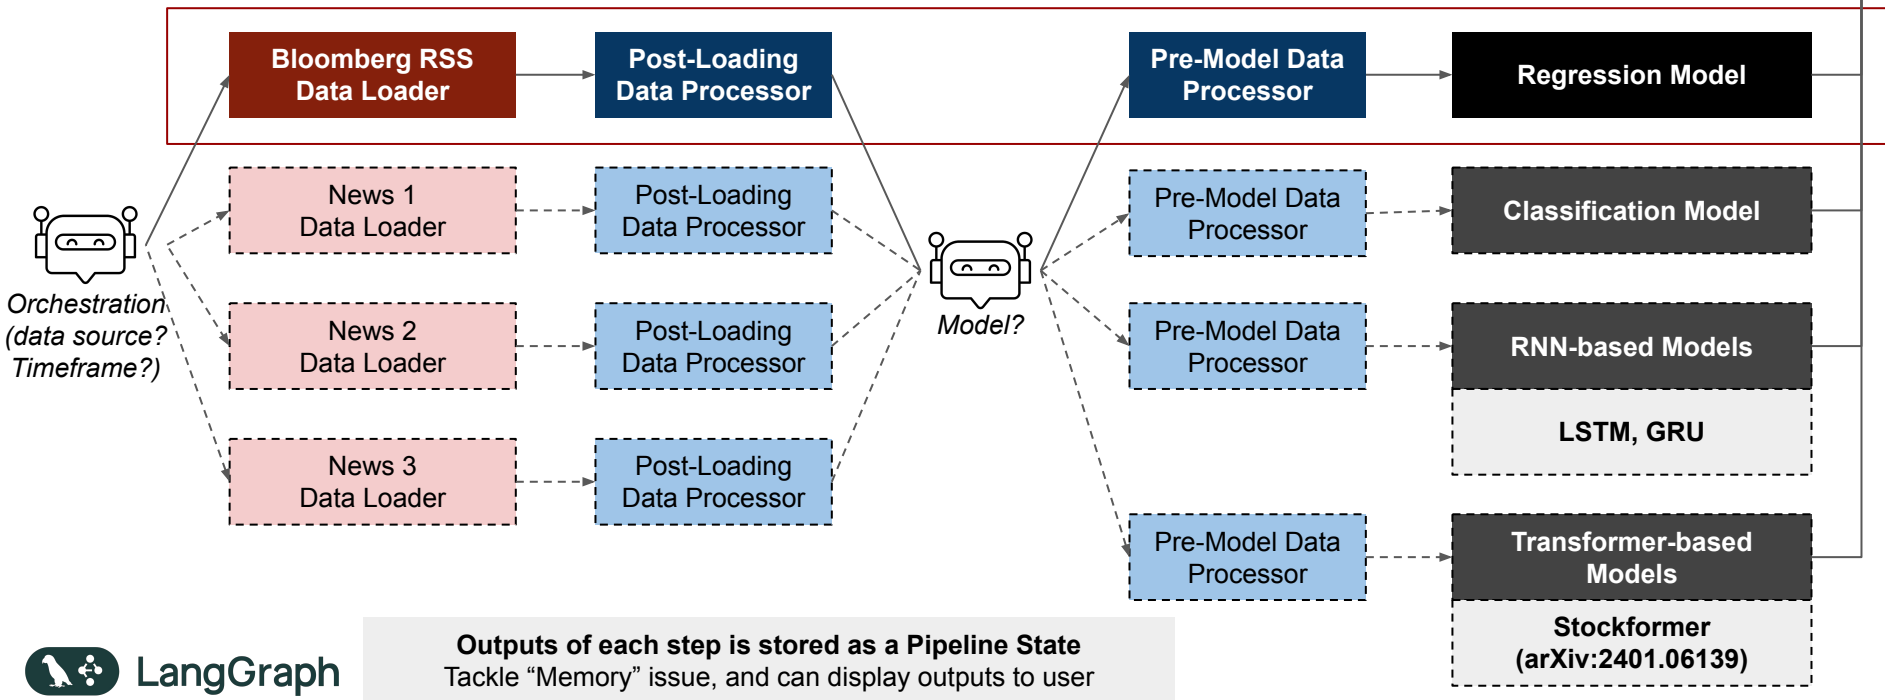 Bloomberg RSS
Data Loader
Post-Loading
Data Processor
Pre-Model Data
Processor
Regression Model
News 1
Data Loader
Post-Loading
Data Processor
Pre-Model Data
Processor
Classification Model
Orchestration
(data source?
Timeframe?)
Model?
News 2
Data Loader
Post-Loading
Data Processor
Pre-Model Data
Processor
RNN-based Models
LSTM, GRU
News 3
Data Loader
Post-Loading
Data Processor
Pre-Model Data
Processor
Transformer-based
Models
Stockformer
(arXiv:2401.06139)
LangGraph
Outputs of each step is stored as a Pipeline State
Tackle “Memory” issue, and can display outputs to user